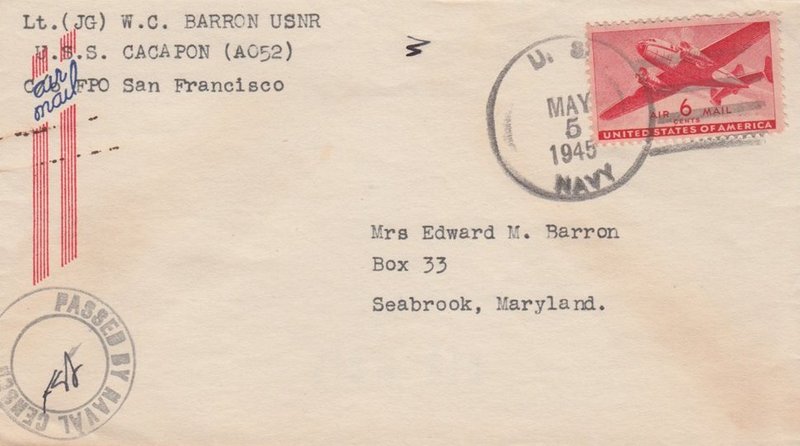 Lt.(JG) W.C. BARRON USNR
U.S.S. CACAPON (AO52)
FPO San Francisco
air
mail
U. S.
MAY
5
1945
NAVY
AIR 6 MAIL
CENTS
UNITED STATES OF AMERICA
Mrs Edward M. Barron
Box 33
Seabrook, Maryland.
PASSED BY NAVAL CENSOR